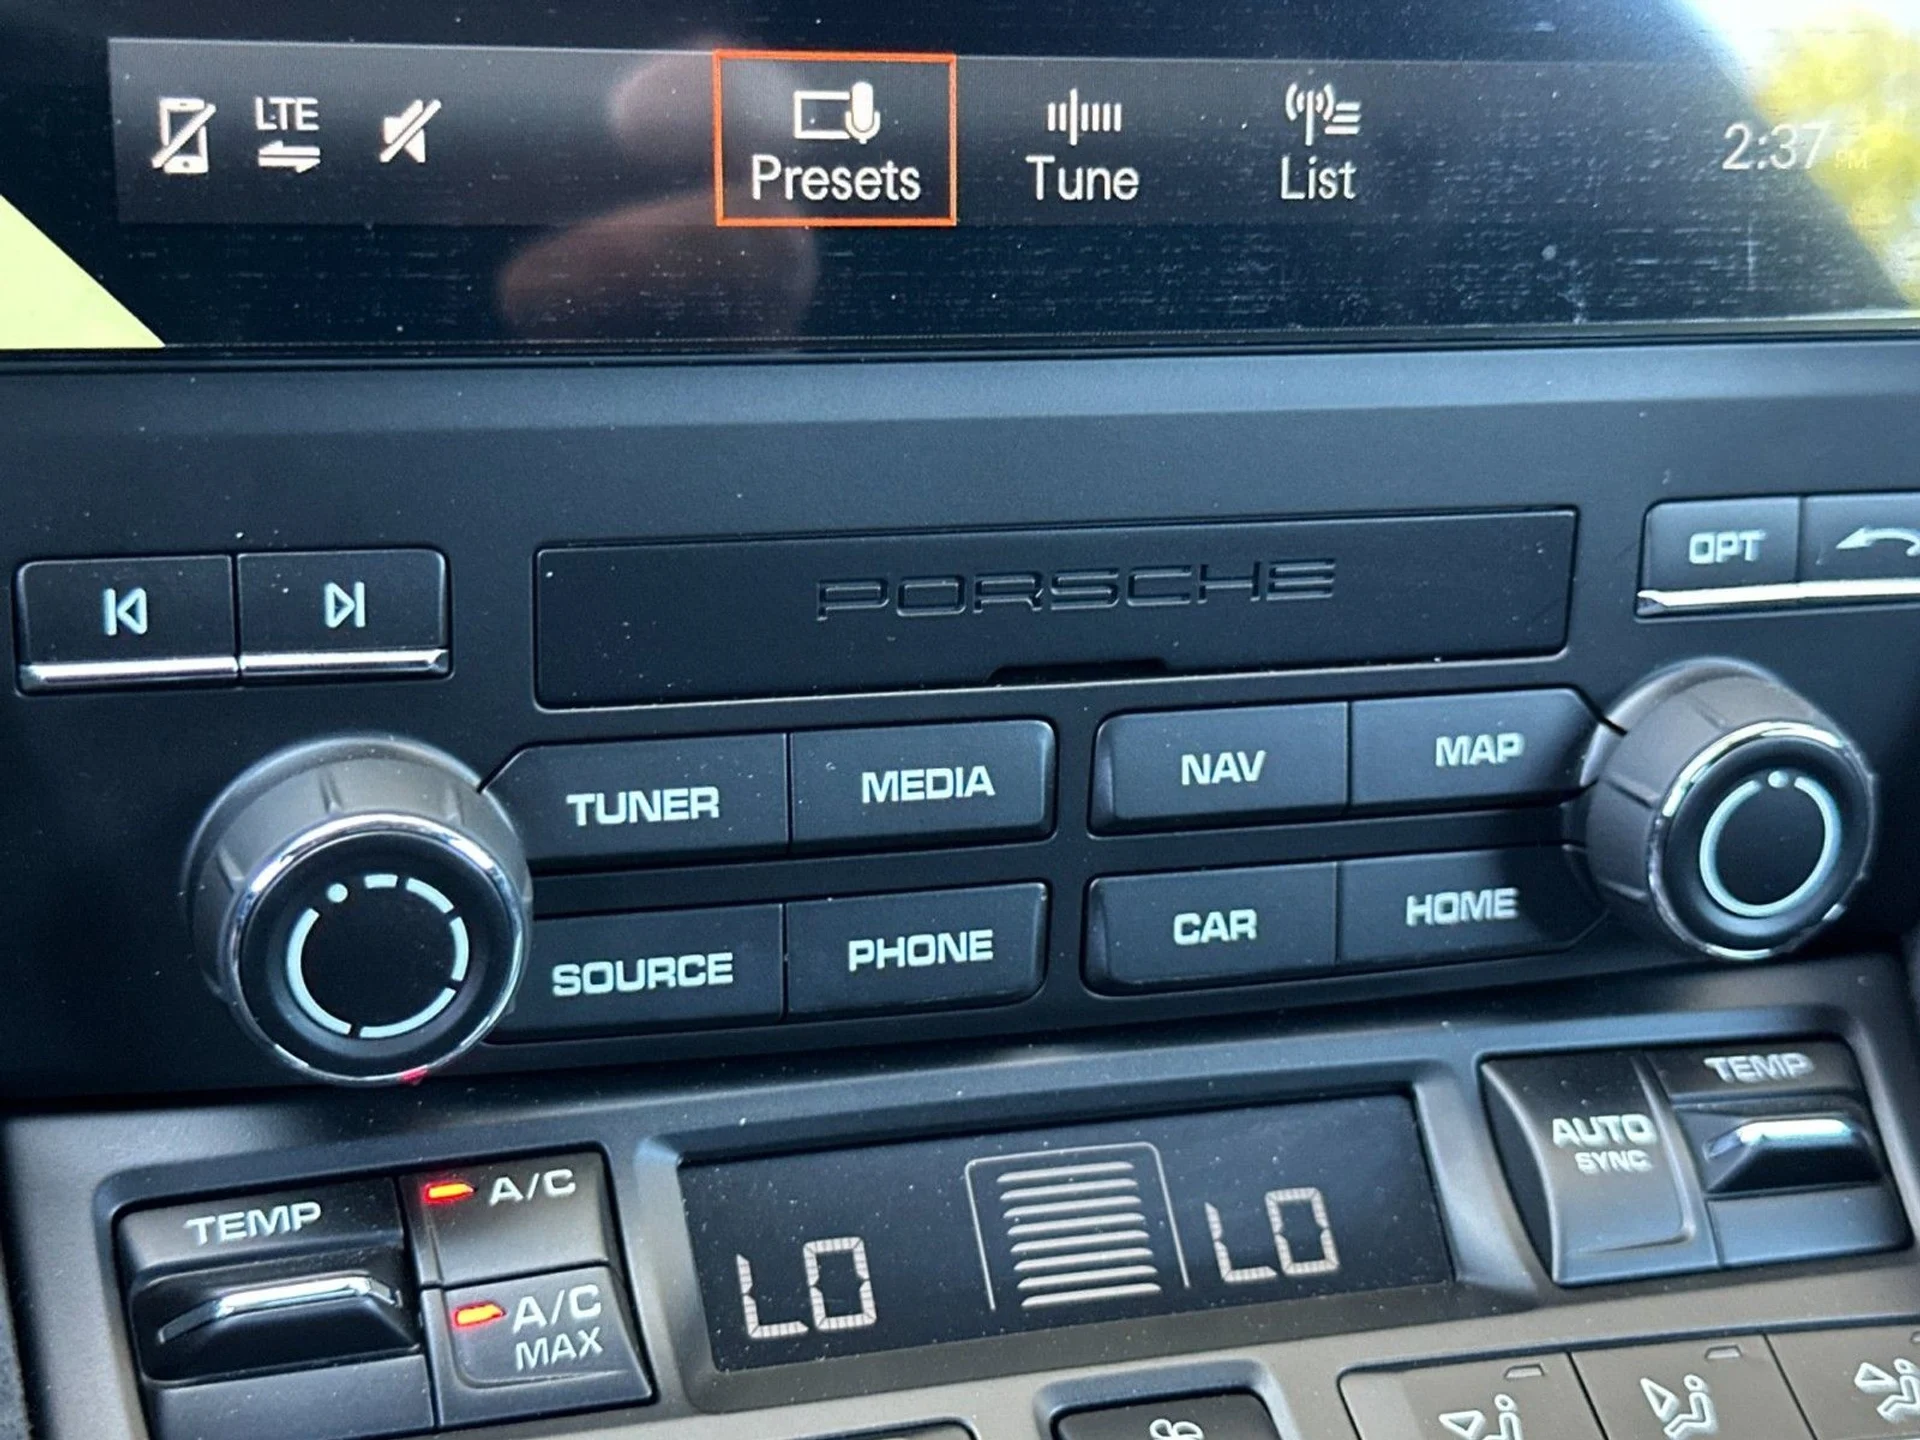 LTE
Presets
Tune
List
2:37 PM
PORSCHE
OPT
TUNER
MEDIA
NAV
MAP
SOURCE
PHONE
CAR
HOME
TEMP
A/C
A/C
MAX
LO
LO
AUTO
SYNC
TEMP